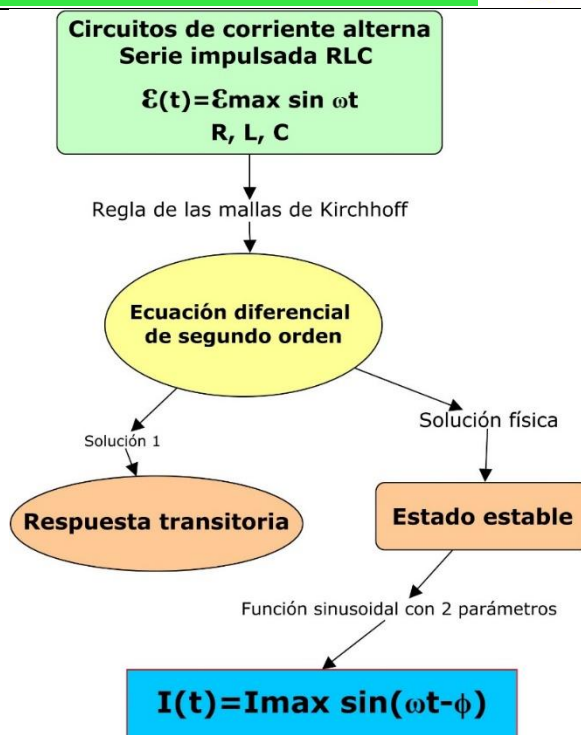 Circuitos de corriente alterna
Serie impulsada RLC
Ɛ(t)=Ɛmax sin ωt
R, L, C
Regla de las mallas de Kirchhoff
Ecuación diferencial
de segundo orden
Solución 1
Solución física
Respuesta transitoria
Estado estable
Función sinusoidal con 2 parámetros
I(t)=Imax sin(ωt-ϕ)